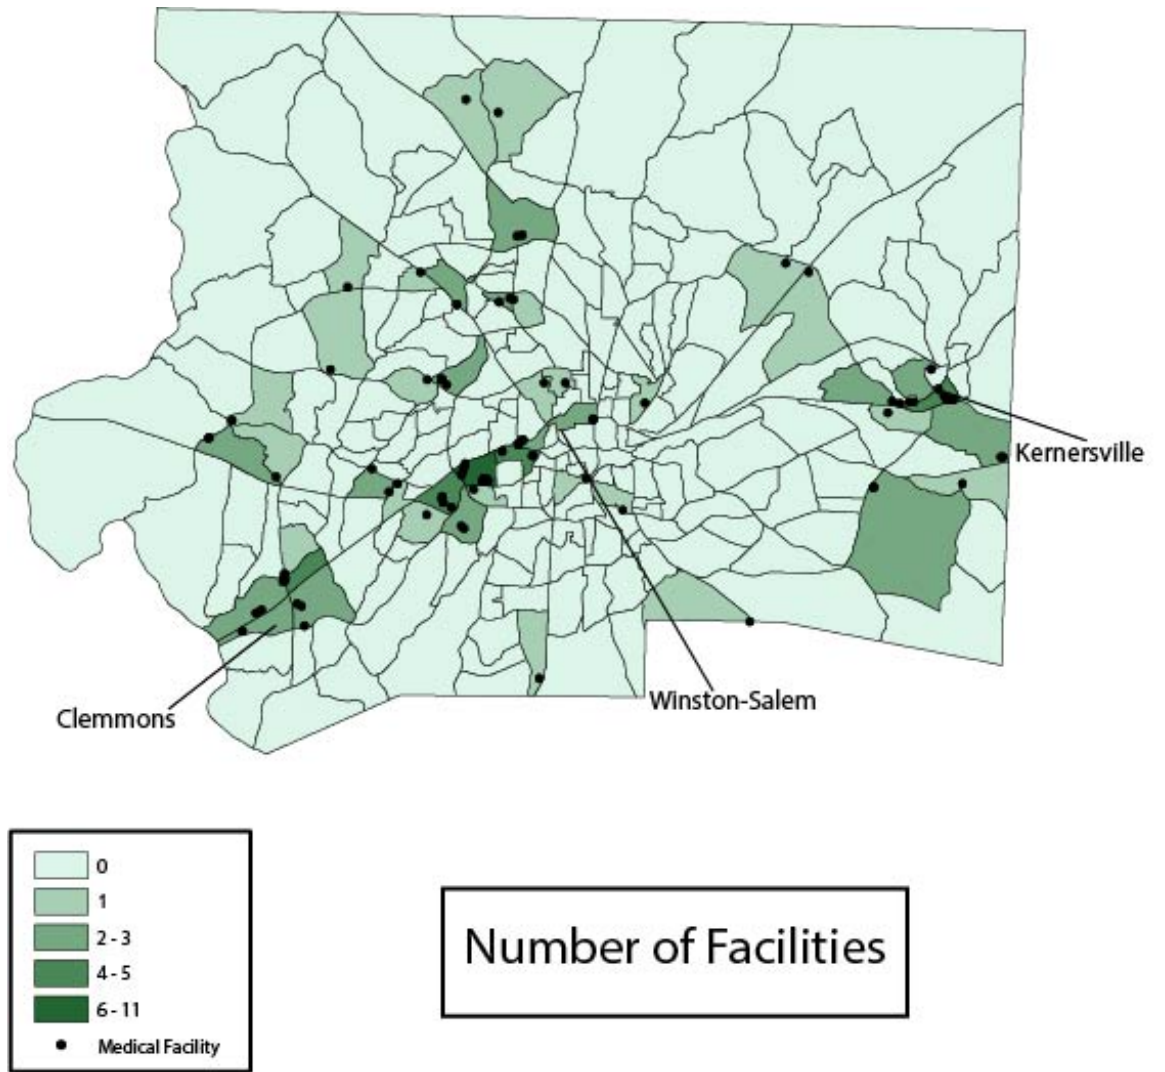 Kernersville
Winston-Salem
Clemmons
0
1
2 - 3
4 - 5
6 - 11
Medical Facility
Number of Facilities